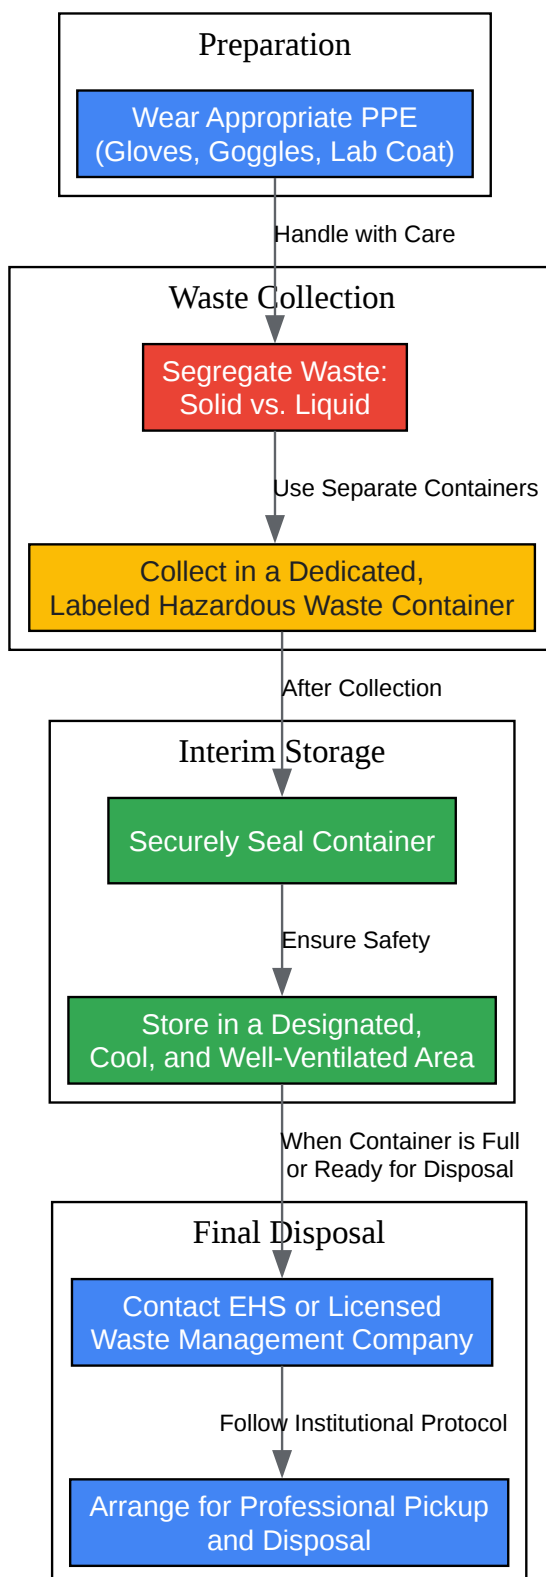 Preparation
Wear Appropriate PPE
(Gloves, Goggles, Lab Coat)
Handle with Care
Waste Collection
Segregate Waste:
Solid vs. Liquid
Use Separate Containers
Collect in a Dedicated,
Labeled Hazardous Waste Container
After Collection
Interim Storage
Securely Seal Container
Ensure Safety
Store in a Designated,
Cool, and Well-Ventilated Area
When Container is Full
or Ready for Disposal
Final Disposal
Contact EHS or Licensed
Waste Management Company
Follow Institutional Protocol
Arrange for Professional Pickup
and Disposal